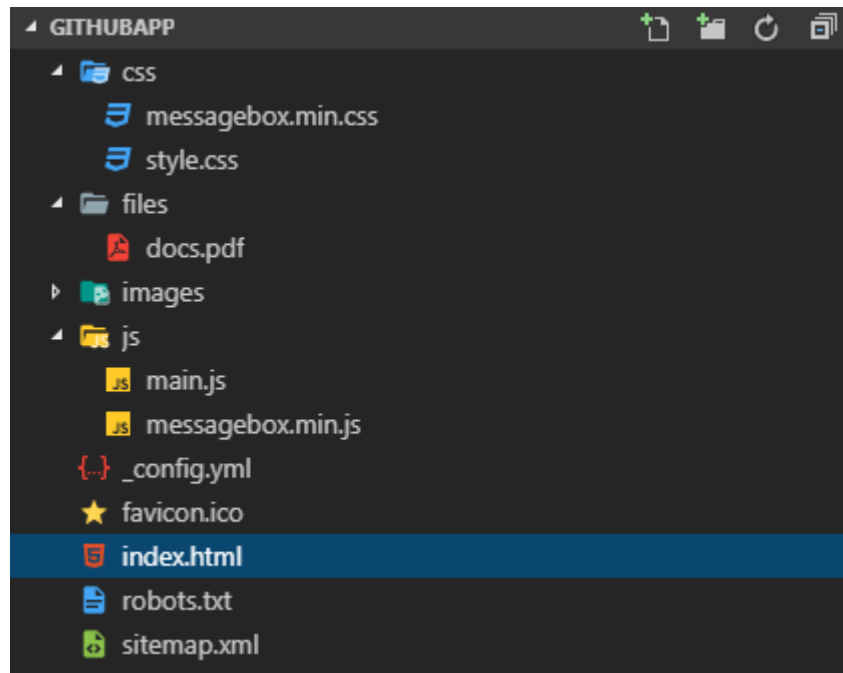 GITHUBAPP
css
messagebox.min.css
style.css
files
docs.pdf
images
js
main.js
messagebox.min.js
_config.yml
favicon.ico
index.html
robots.txt
sitemap.xml